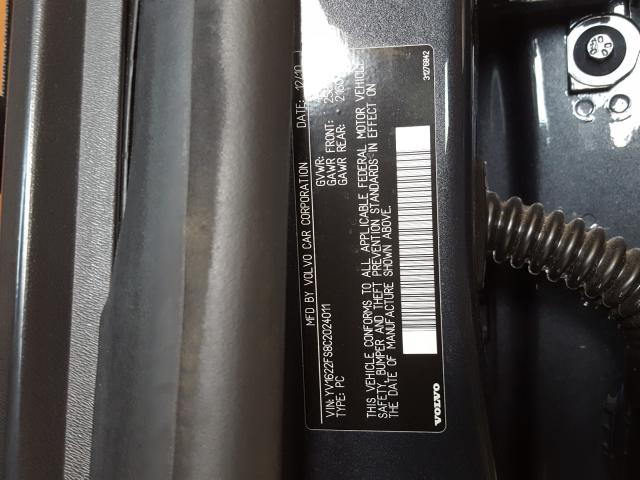 MFD BY VOLVO CAR CORPORATION DATE: 12/10
GVWR:
GAWR FRONT:
GAWR REAR:
VIN: YV1622FS8C2024011
TYPE: PC
THIS VEHICLE CONFORMS TO ALL APPLICABLE FEDERAL MOTOR VEHICLE
SAFETY, BUMPER AND THEFT PREVENTION STANDARDS IN EFFECT ON
THE DATE OF MANUFACTURE SHOWN ABOVE.
VOLVO
31276842